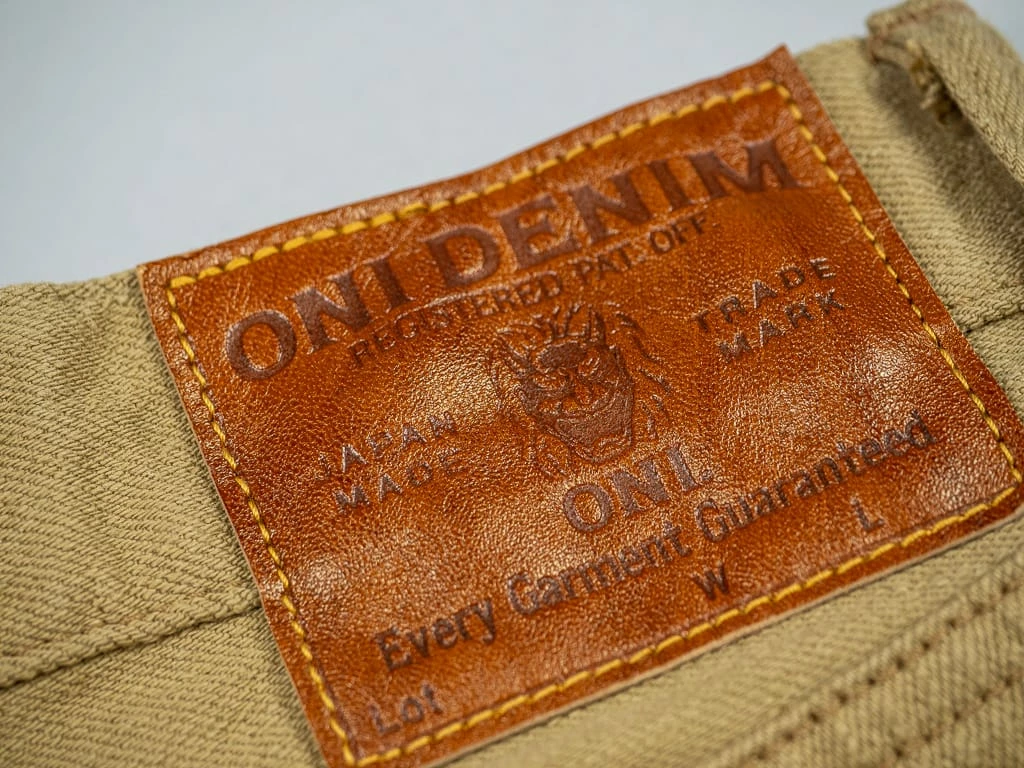 ONI DENIM
REGISTERED PAT. OFF
JAPAN
MADE
TRADE
MARK
ONI.
Every Garment Guaranteed
Lot
W
L